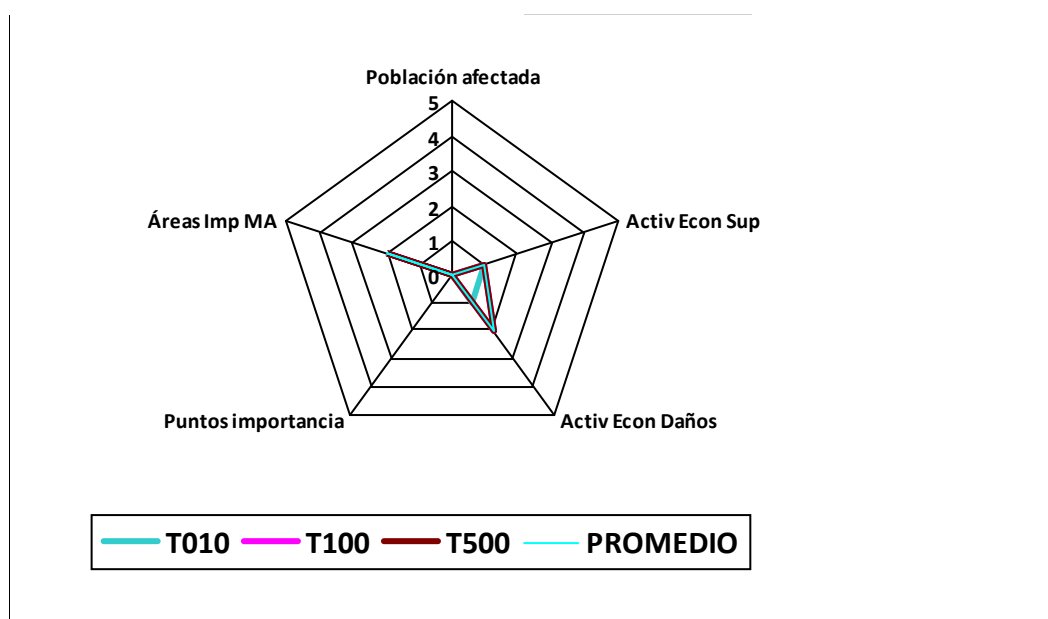 Población afectada
5
4
3
2
1
0
Áreas Imp MA
Activ Econ Sup
Puntos importancia
Activ Econ Daños
T010 T100 T500 PROMEDIO